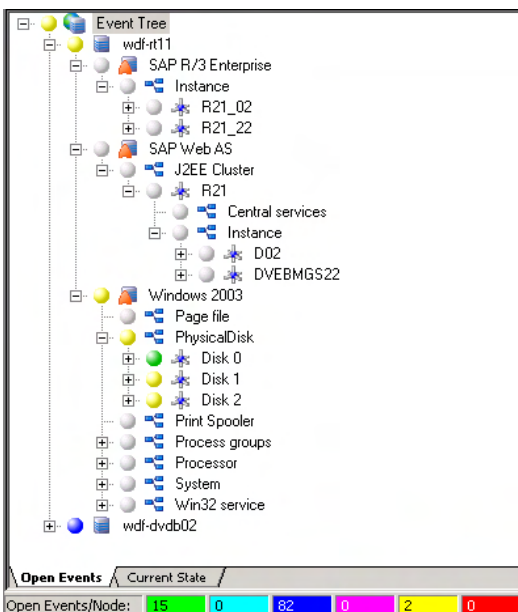 Event Tree
wdf-rt11
SAP R/3 Enterprise
Instance
R21_02
R21_22
SAP Web AS
J2EE Cluster
R21
Central services
Instance
D02
DVEBMGS22
Windows 2003
Page file
PhysicalDisk
Disk 0
Disk 1
Disk 2
Print Spooler
Process groups
Processor
System
Win32 service
wdf-dvdb02
Open Events Current State
Open Events/Node: 15 0 82 0 2 0